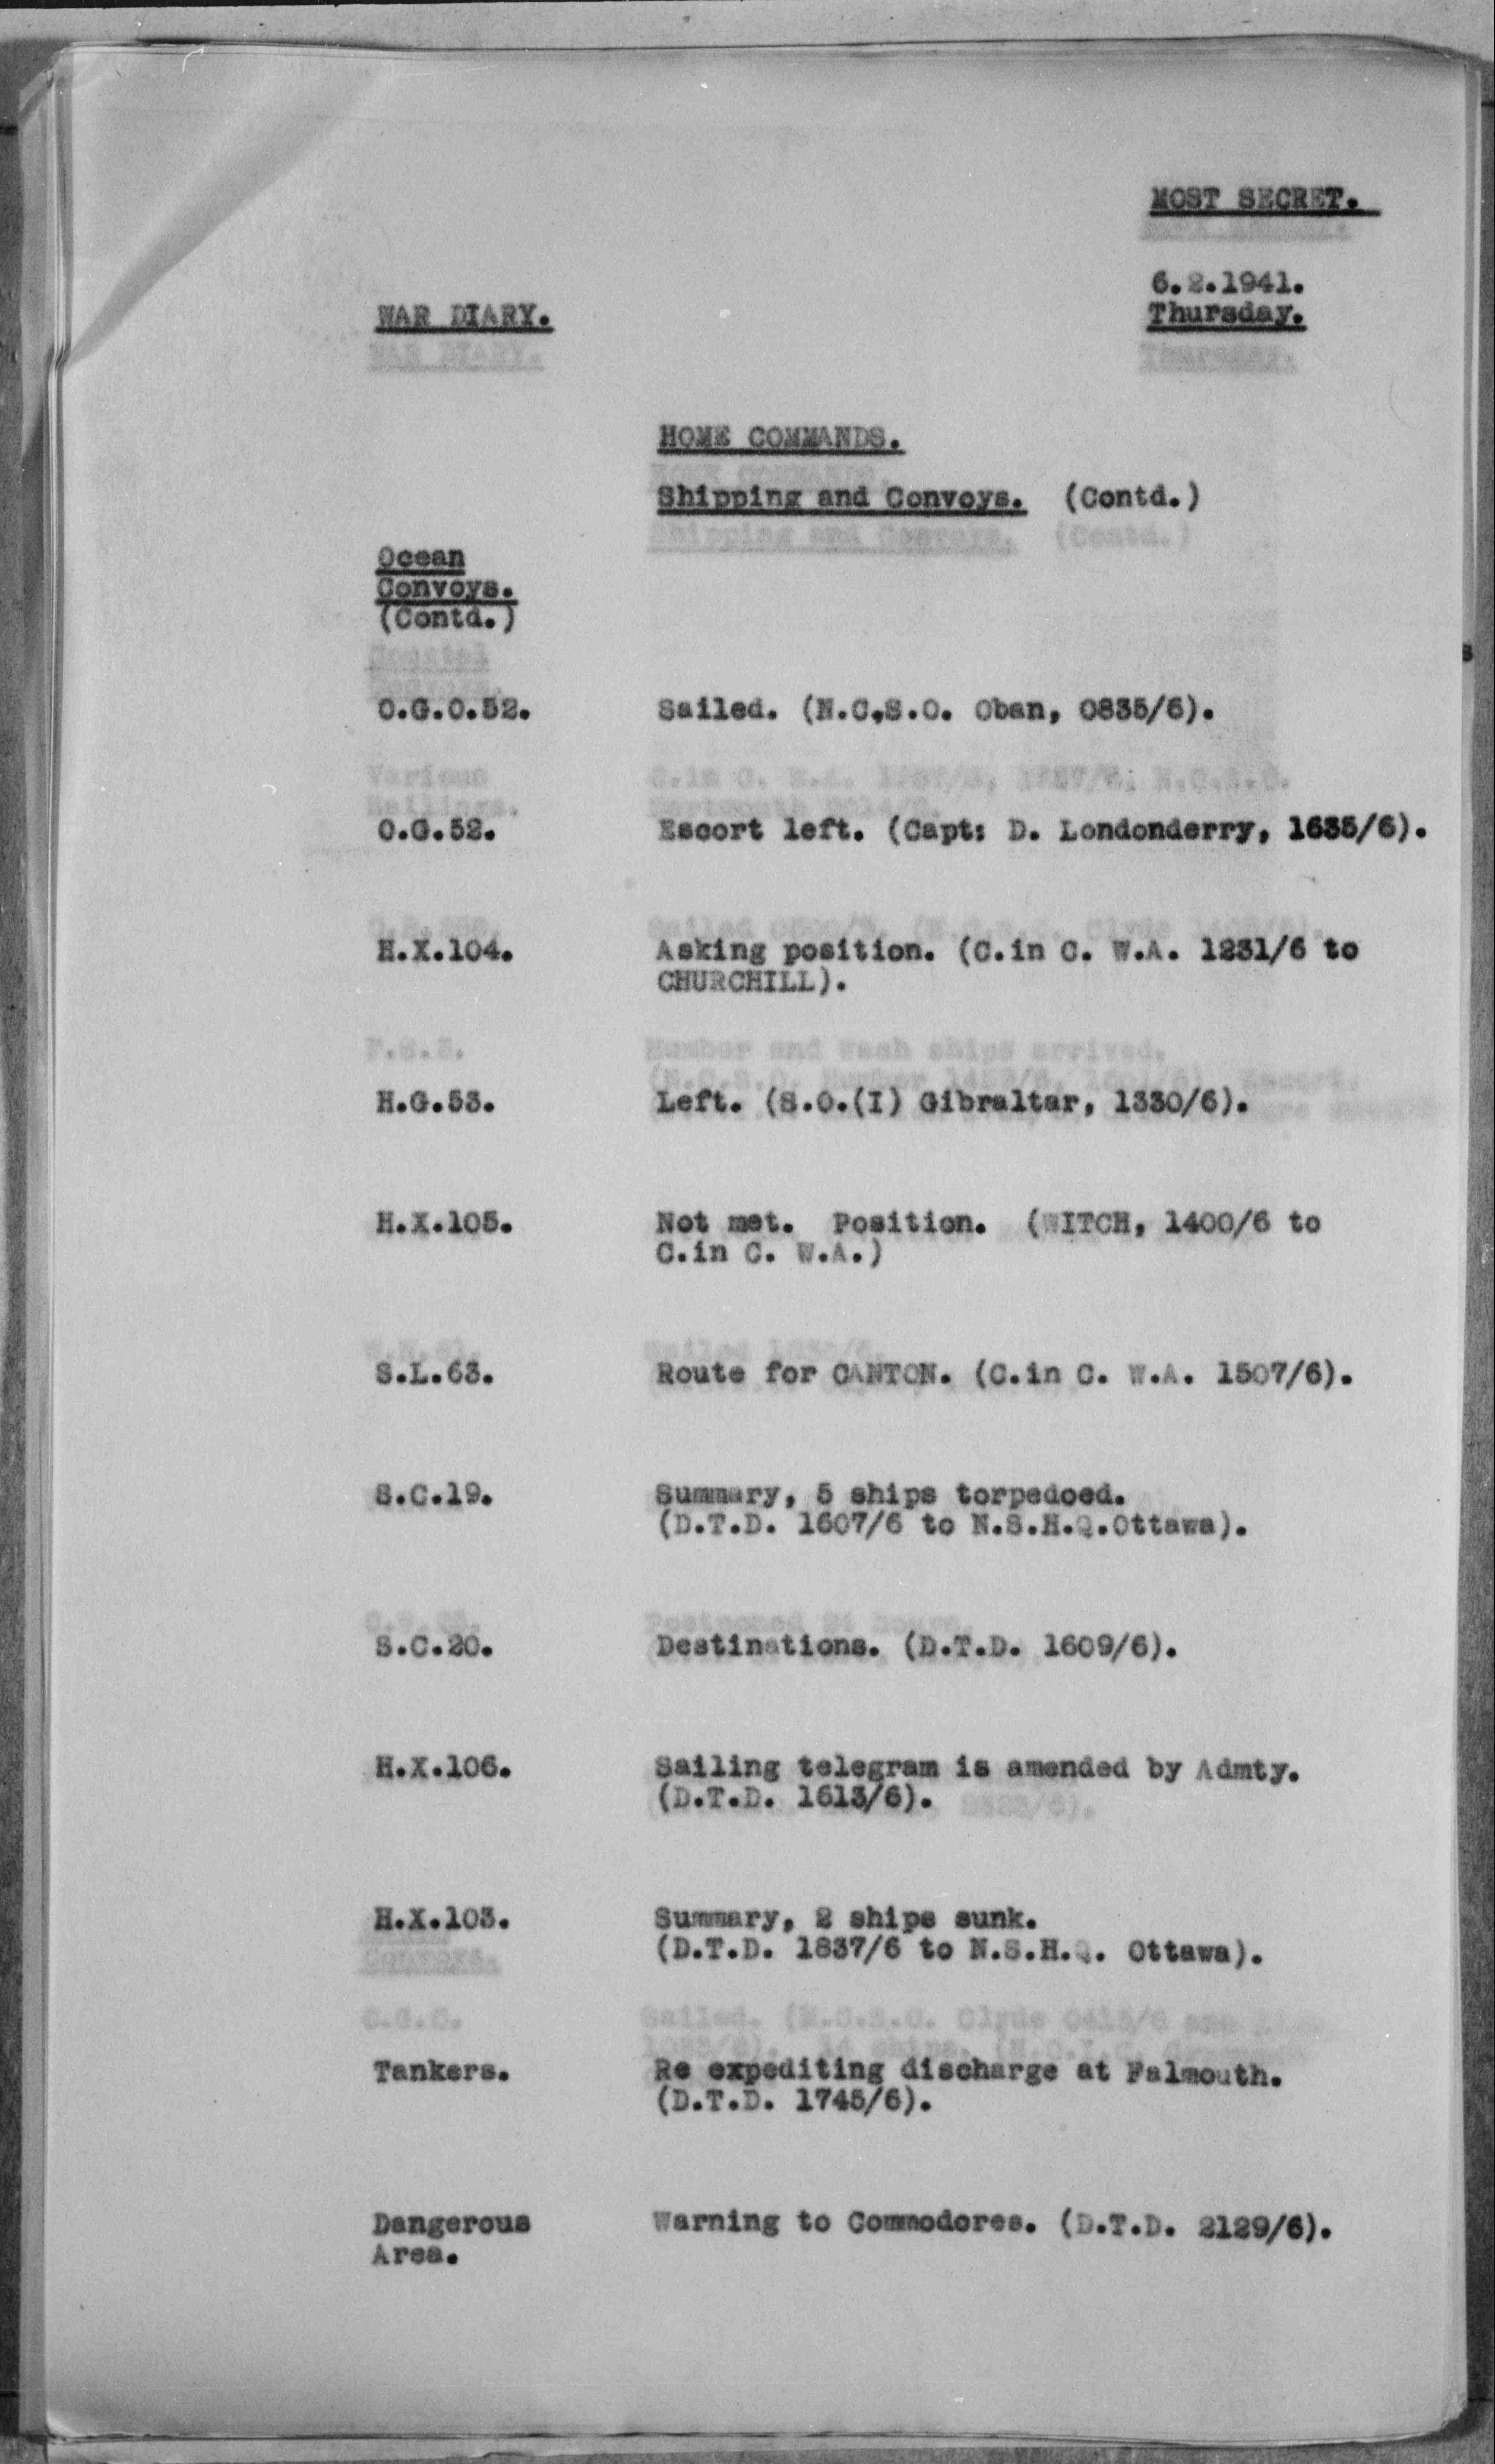 MOST SECRET.
6.2.1941.
WAR DIARY.
Thursday.
HOME COMMANDS.
Shipping and Convoys. (Contd.)
Ocean
Convoys.
(Contd.)
O.G.O.52. Sailed. (N.C.S.O. Oban, 0835/6).
O.G.52. Escort left. (Capt: D. Londonderry, 1635/6).
H.X.104. Asking position. (C.in C. W.A. 1231/6 to
CHURCHILL).
H.G.53. Left. (S.O.(I) Gibraltar, 1330/6).
H.X.105. Not met. Position. (WITCH, 1400/6 to
C.in C. W.A.)
S.L.63. Route for CANTON. (C.in C. W.A. 1507/6).
S.C.19. Summary, 5 ships torpedoed.
(D.T.D. 1607/6 to N.S.H.Q.Ottawa).
S.C.20. Destinations. (D.T.D. 1609/6).
H.X.106. Sailing telegram is amended by Admty.
(D.T.D. 1613/6).
H.X.103. Summary, 2 ships sunk.
(D.T.D. 1837/6 to N.S.H.Q. Ottawa).
Tankers. Re expediting discharge at Falmouth.
(D.T.D. 1745/6).
Dangerous Warning to Commodores. (D.T.D. 2129/6).
Area.